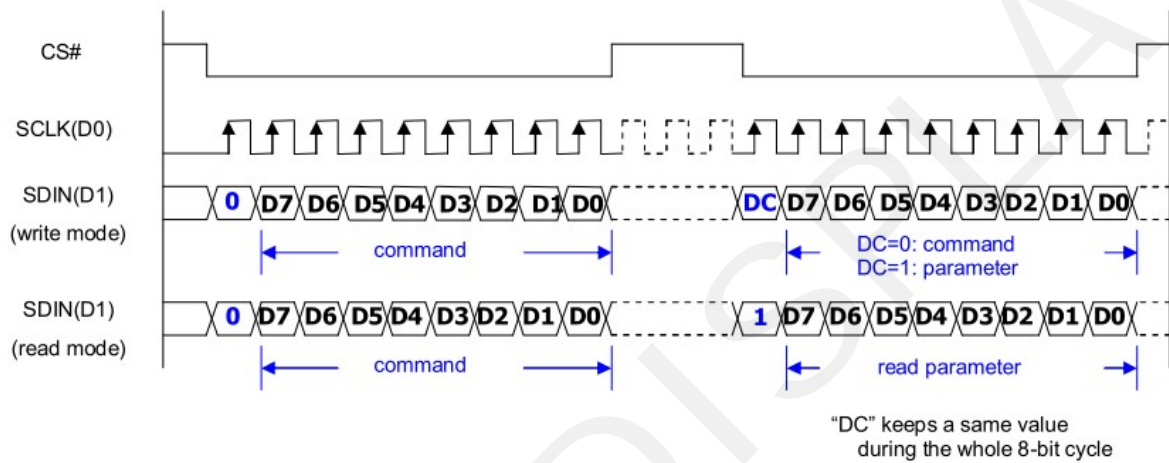 CS#
SCLK(D0)
SDIN(D1)
(write mode)
0 D7 D6 D5 D4 D3 D2 D1 D0
DC D7 D6 D5 D4 D3 D2 D1 D0
command
DC=0: command
DC=1: parameter
SDIN(D1)
(read mode)
0 D7 D6 D5 D4 D3 D2 D1 D0
1 D7 D6 D5 D4 D3 D2 D1 D0
command
read parameter
“DC” keeps a same value
during the whole 8-bit cycle